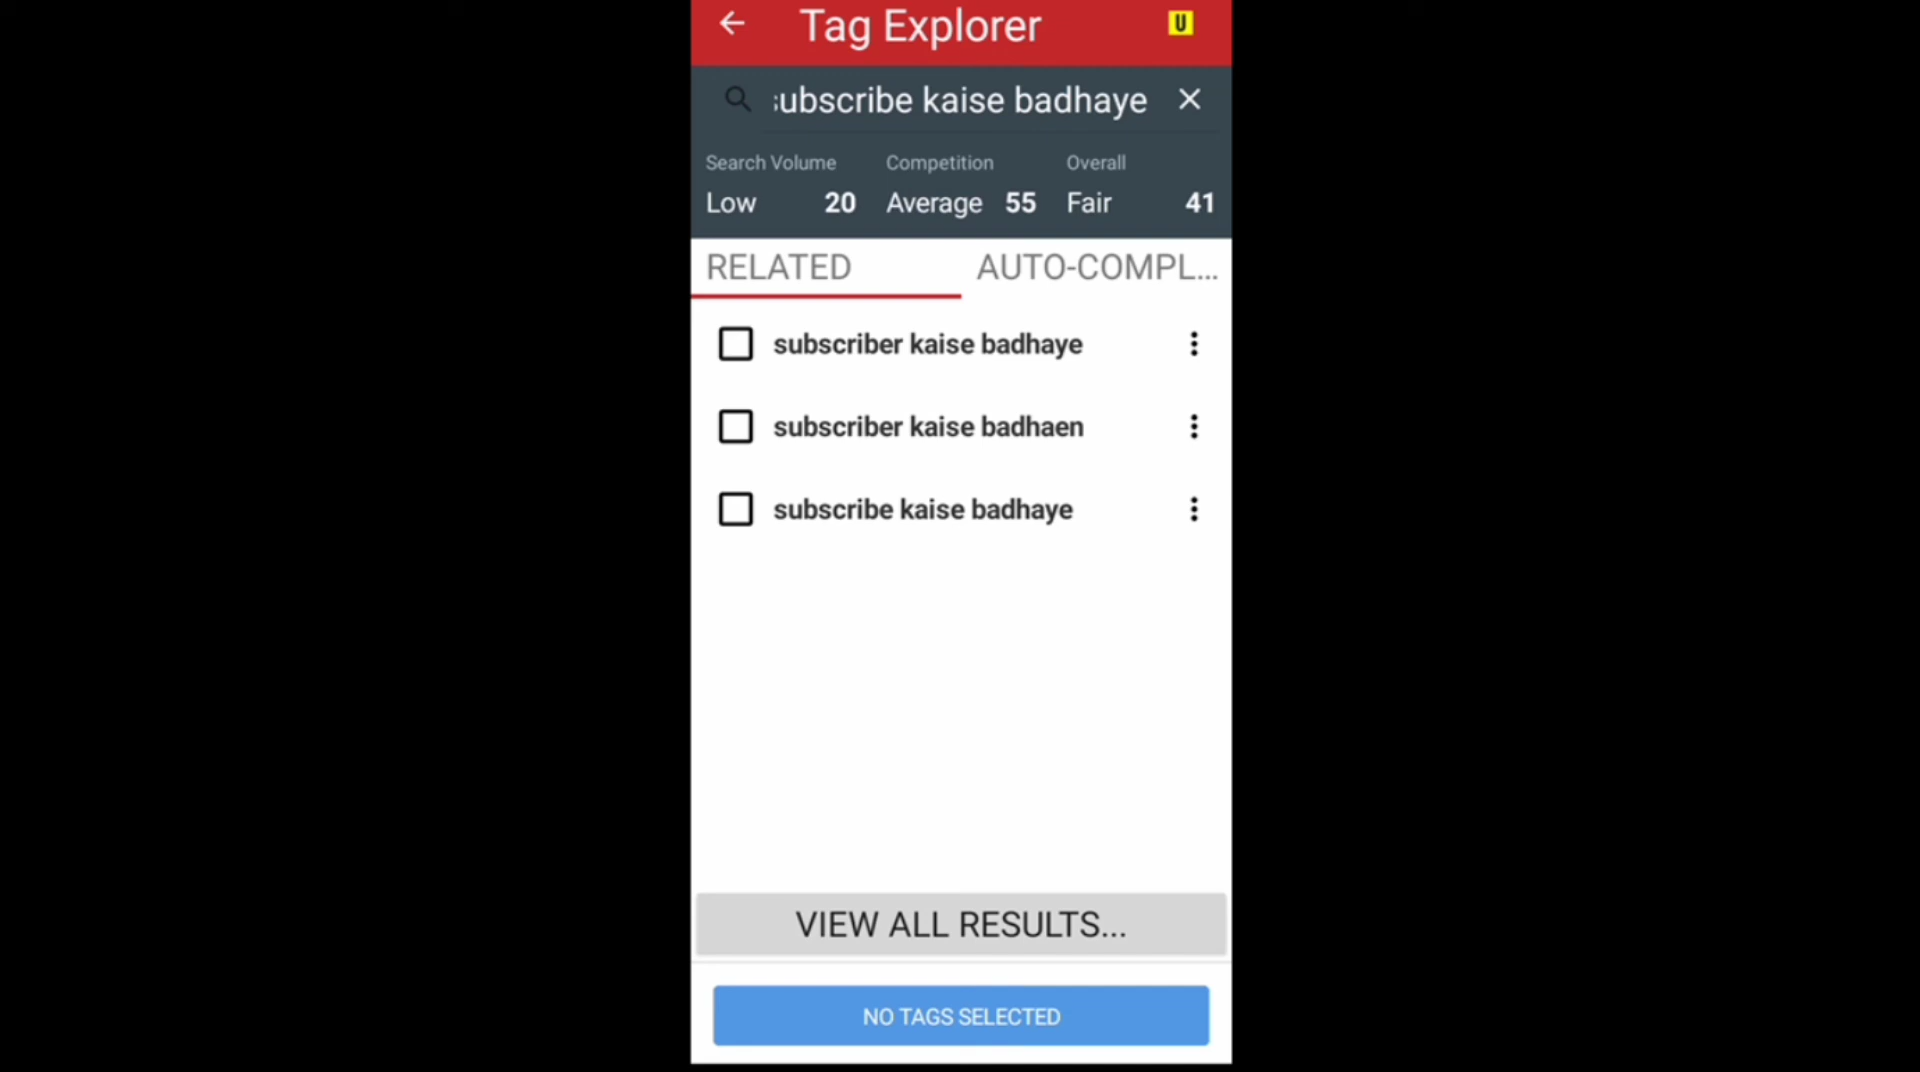 Tag Explorer U
ubscribe kaise badhaye
Search Volume Competition Overall
Low 20 Average 55 Fair 41
RELATED AUTO-COMPL...
subscriber kaise badhaye
subscriber kaise badhaen
subscribe kaise badhaye
VIEW ALL RESULTS...
NO TAGS SELECTED